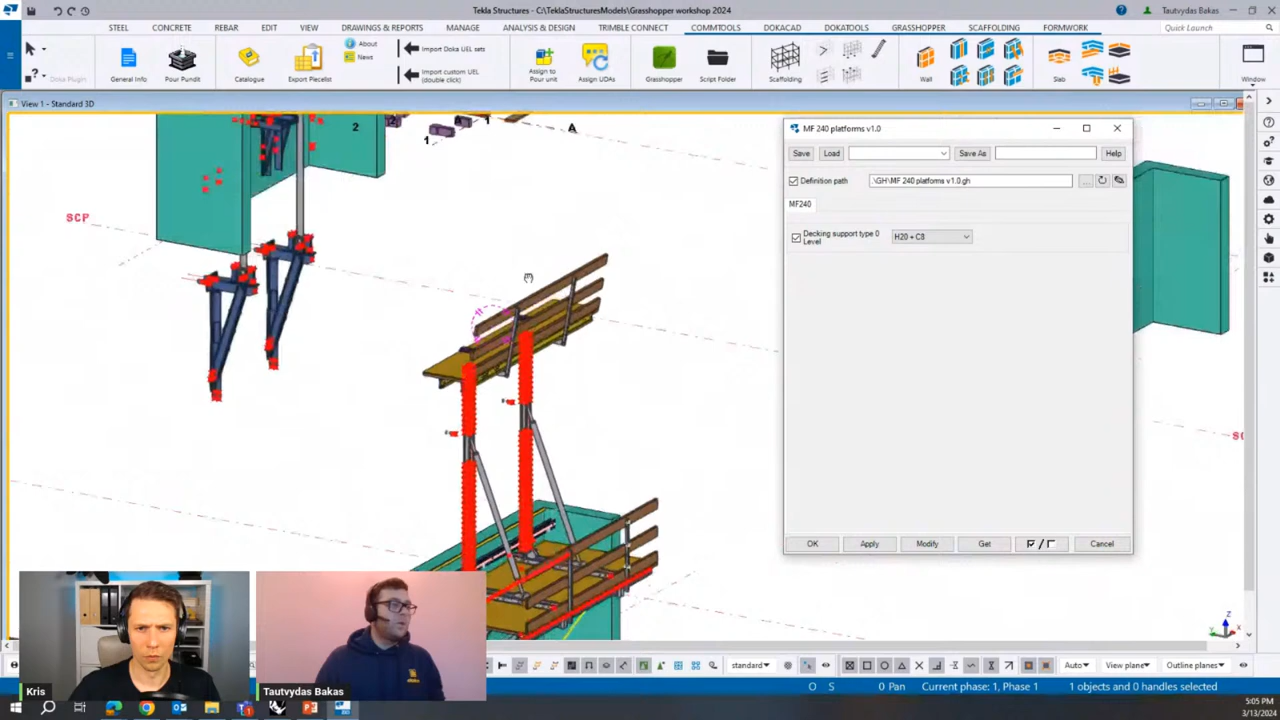 Tekla Structures - C:\TeklaStructuresModels\Grasshopper workshop 2024
Tautvydas Bakas
STEEL CONCRETE REBAR EDIT VIEW DRAWINGS & REPORTS MANAGE ANALYSIS & DESIGN TRIMBLE CONNECT COMMTOOLS DOKACAD DOKATOOLS GRASSHOPPER SCAFFOLDING FORMWORK
Quick Launch
Doka Plugin
General Info
Pour Pundit
Catalogue
Export Piecelist
About
News
Import Doka UEL sets
Import custom UEL
(double click)
Assign to
Pour unit
Assign UDAs
Grasshopper
Script Folder
Scaffolding
Wall
Slab
Window
View 1 - Standard 3D
2
1
A
1
A
SCP
MF 240 platforms v1.0
Save Load Save As Help
Definition path .\GH\MF 240 platforms v1.0.gh ...
MF240
Decking support type 0
Level
H20 + C8
OK Apply Modify Get Cancel
Kris
Tautvydas Bakas
standard
Auto
View plane
Outline planes
O S 0 Pan Current phase: 1, Phase 1 1 objects and 0 handles selected
5:05 PM
3/13/2024